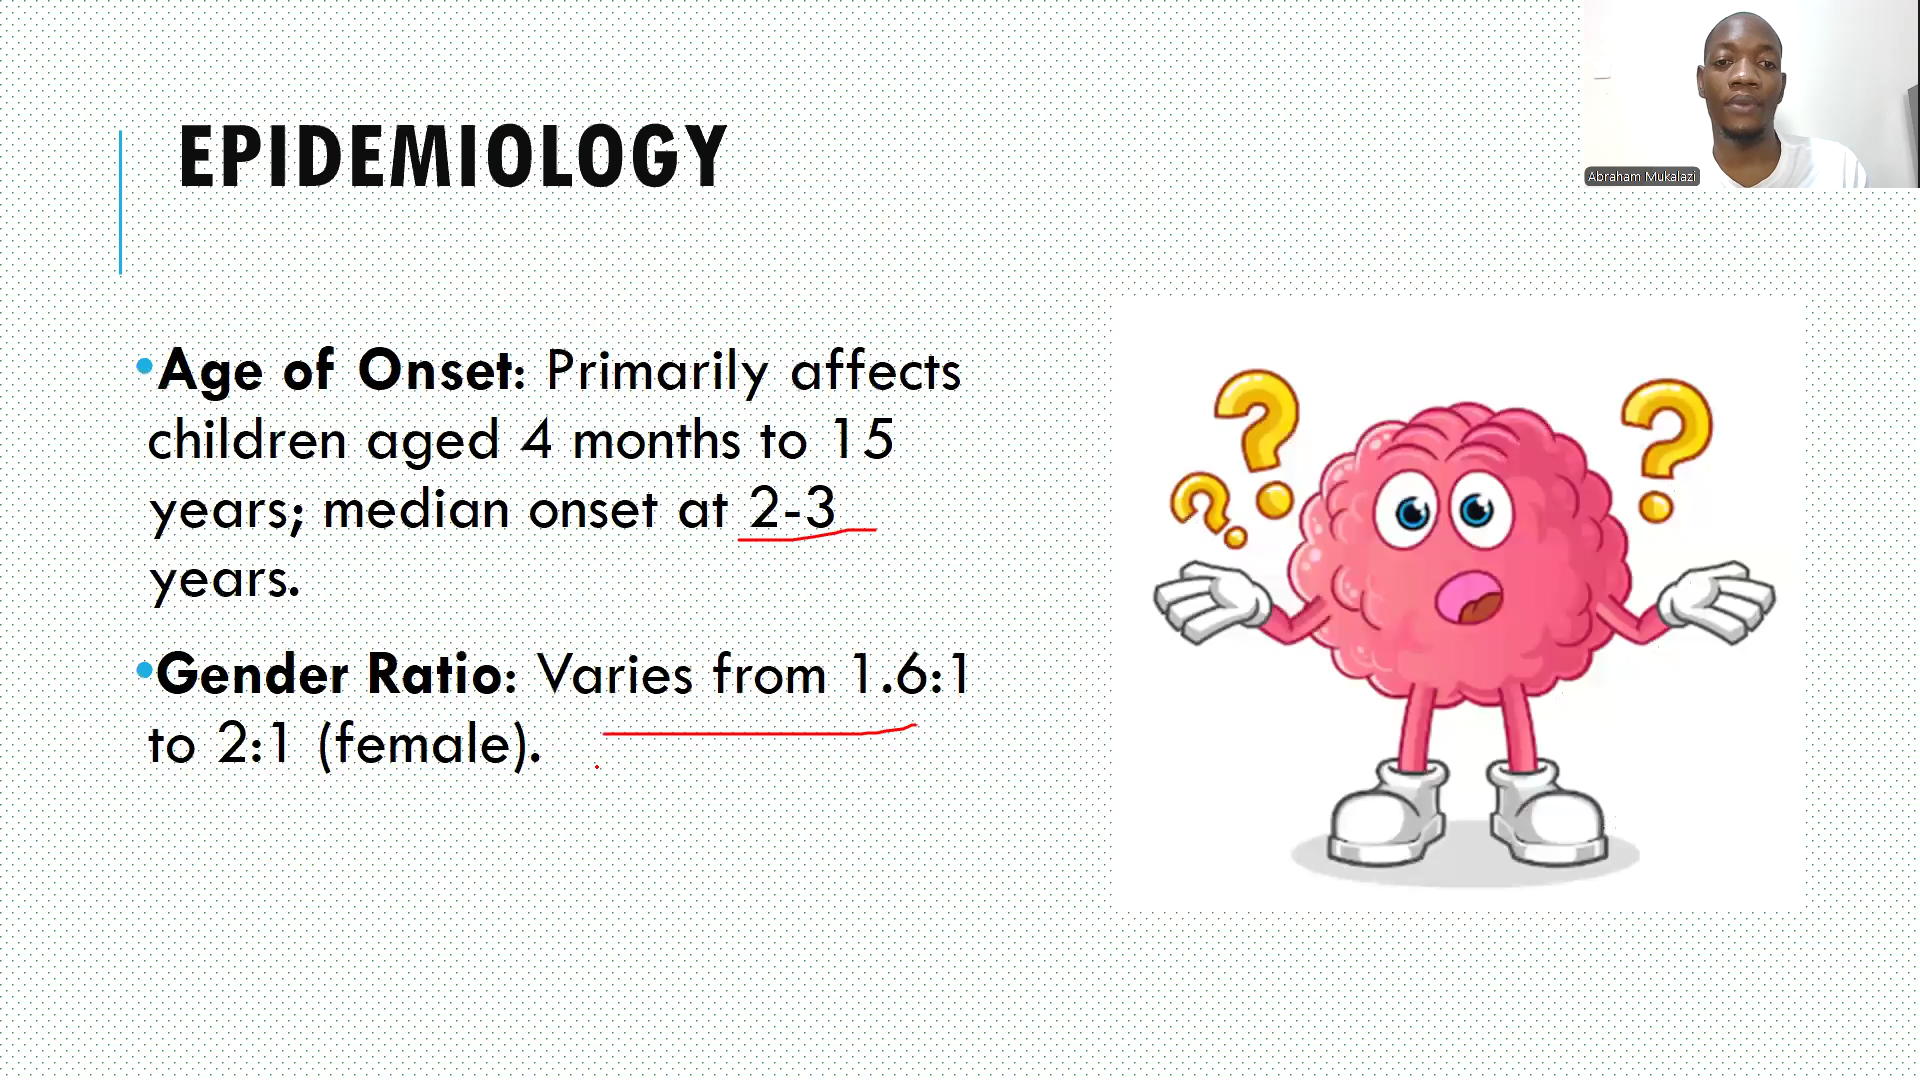 EPIDEMIOLOGY
Abraham Mukalazi
•Age of Onset: Primarily affects
children aged 4 months to 15
years; median onset at 2-3
years.
•Gender Ratio: Varies from 1.6:1
to 2:1 (female).